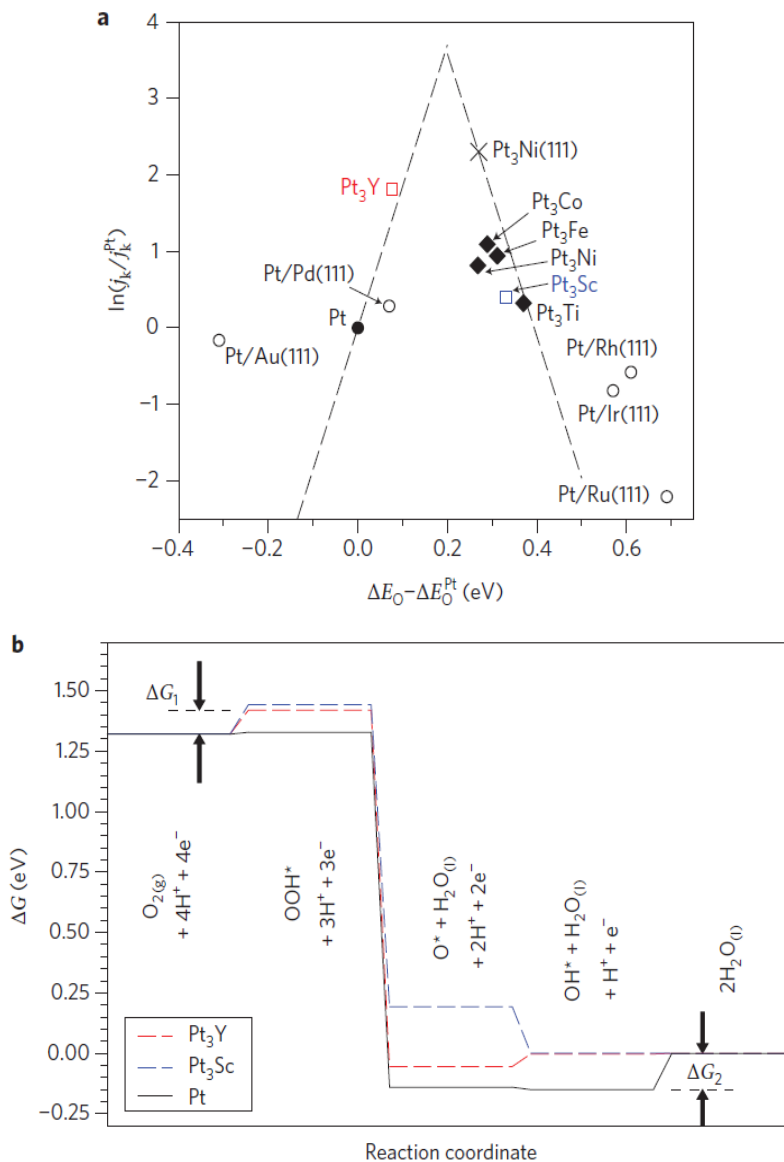 a
4
3
2
1
0
−1
−2
ln(jₖ/jₖᴾᵗ)
Pt₃Ni(111)
Pt₃Y
Pt₃Co
Pt₃Fe
Pt/Pd(111)
Pt₃Ni
Pt₃Sc
Pt
Pt₃Ti
Pt/Au(111)
Pt/Rh(111)
Pt/Ir(111)
Pt/Ru(111)
−0.4 −0.2 0.0 0.2 0.4 0.6
ΔE_O−ΔE_O^Pt (eV)
b
1.50
1.25
1.00
0.75
0.50
0.25
0.00
−0.25
ΔG (eV)
ΔG₁
O₂(g)
+ 4H⁺ + 4e⁻
OOH*
+ 3H⁺ + 3e⁻
O* + H₂O(l)
+ 2H⁺ + 2e⁻
OH* + H₂O(l)
+ H⁺ + e⁻
2H₂O(l)
ΔG₂
Pt₃Y
Pt₃Sc
Pt
Reaction coordinate